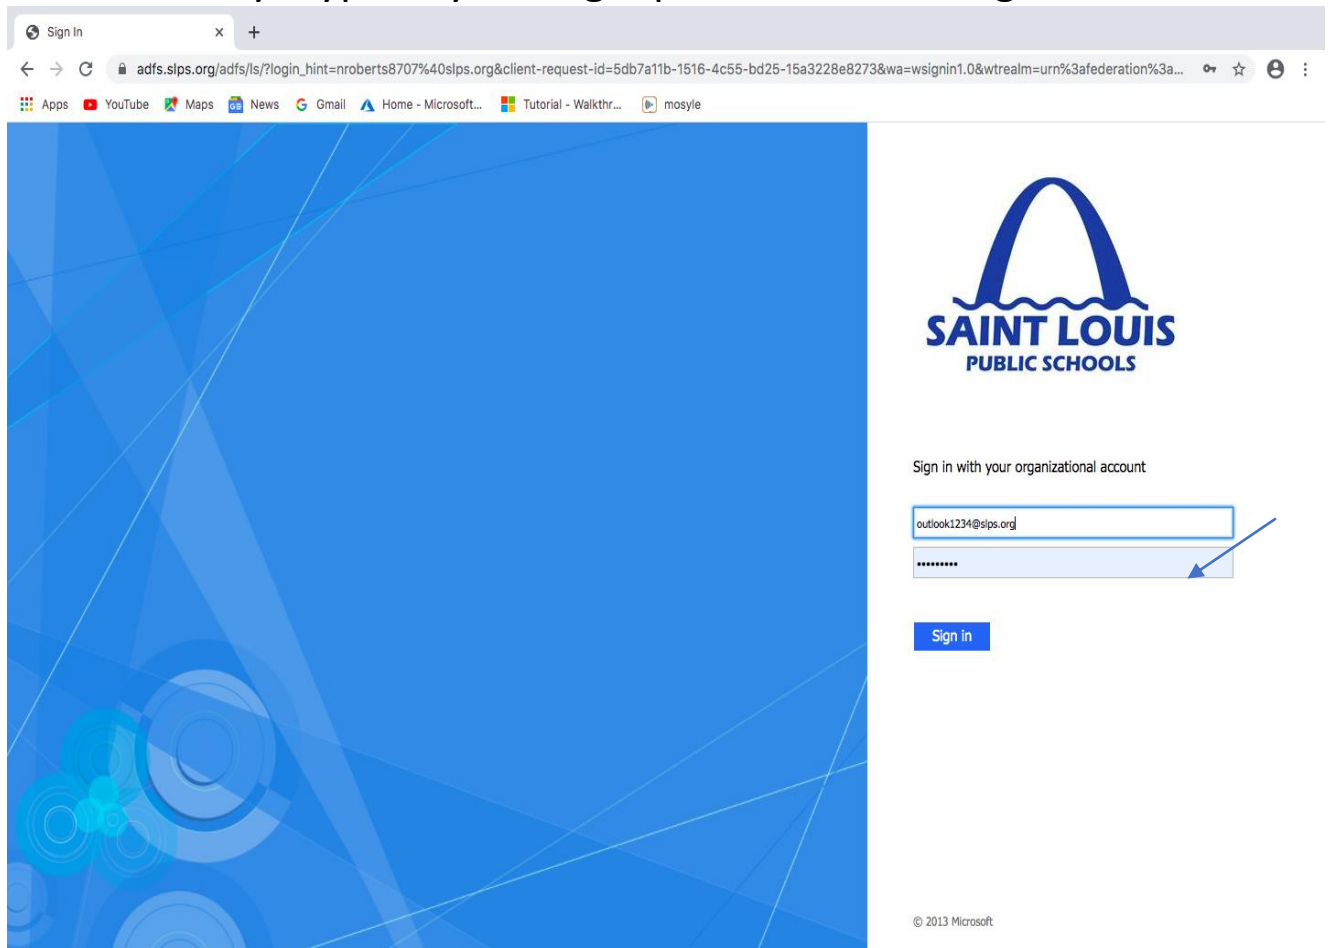 Sign In
adfs.slps.org/adfs/ls/?login_hint=nroberts8707%40slps.org&client-request-id=5db7a11b-1516-4c55-bd25-15a3228e8273&wa=wsignin1.0&wtrealm=urn%3afederation%3a...
Apps YouTube Maps News Gmail Home - Microsoft... Tutorial - Walkthr... mosyle
SAINT LOUIS
PUBLIC SCHOOLS
Sign in with your organizational account
outlook1234@slps.org
•••••••••
Sign in
© 2013 Microsoft